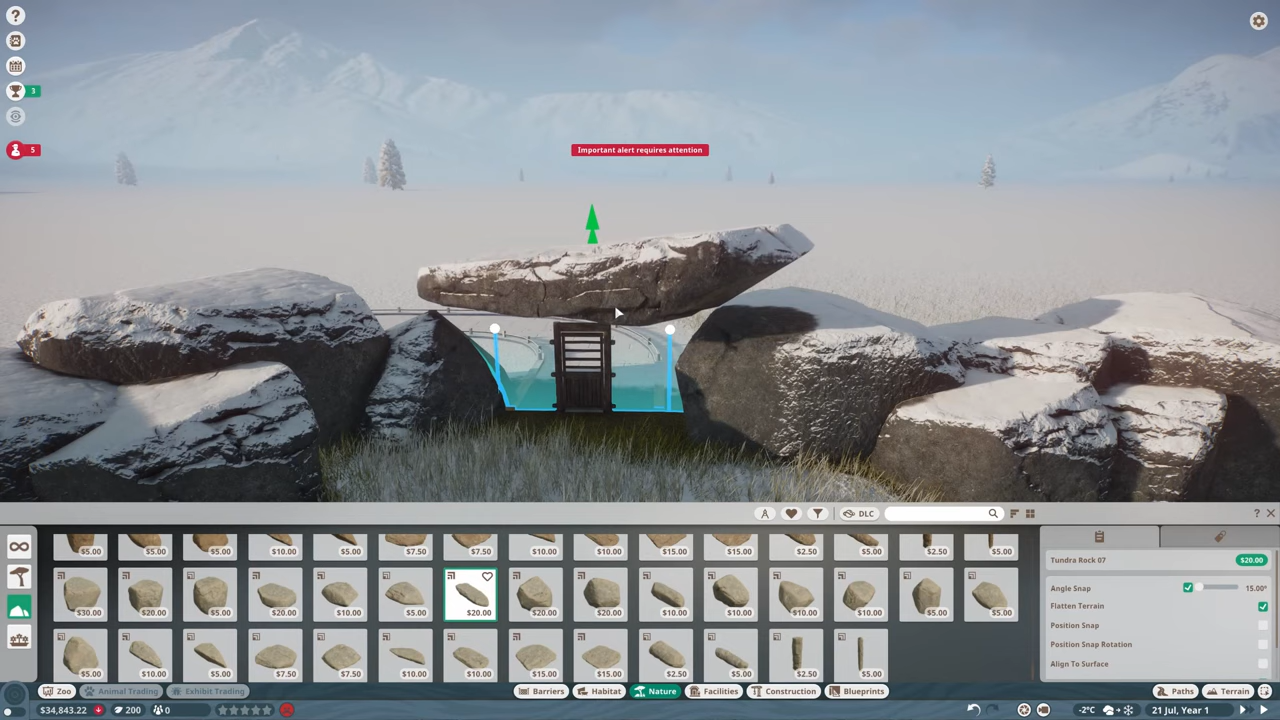 ?
3
5
Important alert requires attention
DLC
?
$5.00 $5.00 $5.00 $10.00 $5.00 $7.50 $7.50 $10.00 $10.00 $15.00 $15.00 $2.50 $5.00 $2.50 $5.00
Tundra Rock 07 $20.00
$30.00 $20.00 $5.00 $20.00 $10.00 $5.00 $20.00 $20.00 $20.00 $10.00 $10.00 $10.00 $10.00 $5.00 $5.00
Angle Snap 15.00°
Flatten Terrain
Position Snap
Position Snap Rotation
Align To Surface
$5.00 $10.00 $5.00 $7.50 $7.50 $10.00 $10.00 $15.00 $15.00 $2.50 $5.00 $2.50 $5.00
Zoo Animal Trading Exhibit Trading Barriers Habitat Nature Facilities Construction Blueprints Paths Terrain
$34,843.22 200 0 -2°C 21 Jul, Year 1